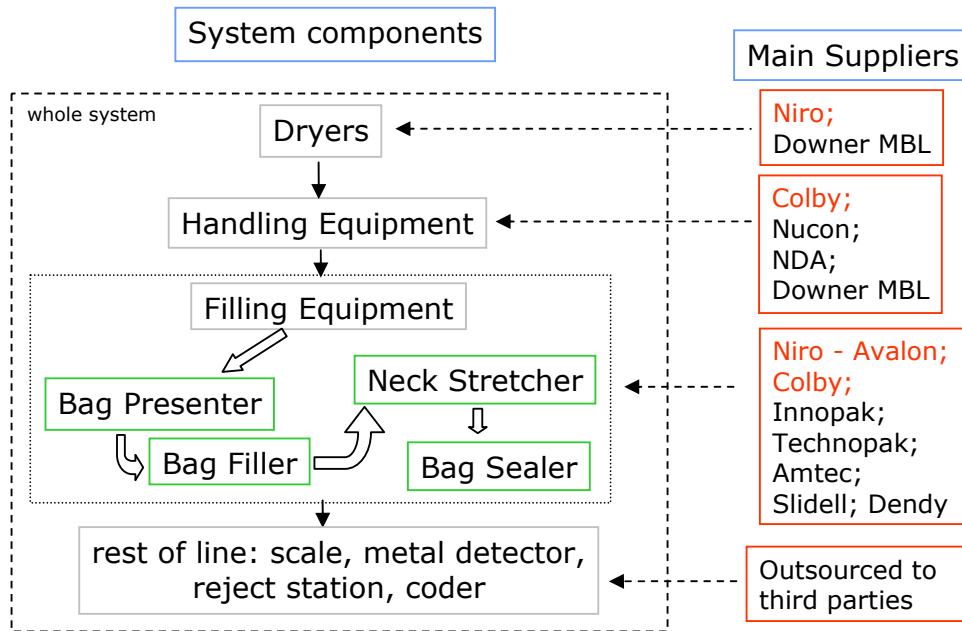 System components
Main Suppliers
whole system
Dryers
Niro;
Downer MBL
Handling Equipment
Colby;
Nucon;
NDA;
Downer MBL
Filling Equipment
Bag Presenter
Bag Filler
Neck Stretcher
Bag Sealer
Niro - Avalon;
Colby;
Innopak;
Technopak;
Amtec;
Slidell; Dendy
rest of line: scale, metal detector,
reject station, coder
Outsourced to
third parties